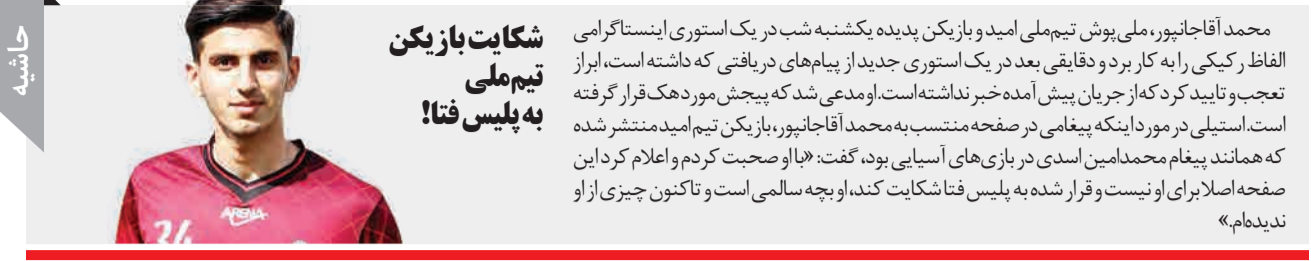 حاشیه
شکایت بازیکن
تیم‌ملی
به پلیس فتا!
محمد آقاجانپور، ملی‌پوش تیم‌ملی امید و بازیکن پدیده یکشنبه شب در یک استوری اینستاگرامی
الفاظ رکیکی را به کار برد و دقایقی بعد در یک استوری جدید از پیام‌های دریافتی که داشته است، ابراز
تعجب و تایید کرد که از جریان پیش آمده خبر نداشته است. او مدعی شد که پیجش مورد هک قرار گرفته
است. استیلی در مورد اینکه پیغامی در صفحه منتسب به محمد آقاجانپور، بازیکن تیم امید منتشر شده
که همانند پیغام محمدامین اسدی در بازی‌های آسیایی بود، گفت: «با او صحبت کردم و اعلام کرد این
صفحه اصلا برای او نیست و قرار شده به پلیس فتا شکایت کند، او بچه سالمی است و تاکنون چیزی از او
ندیده‌ام.»
ARENA
34